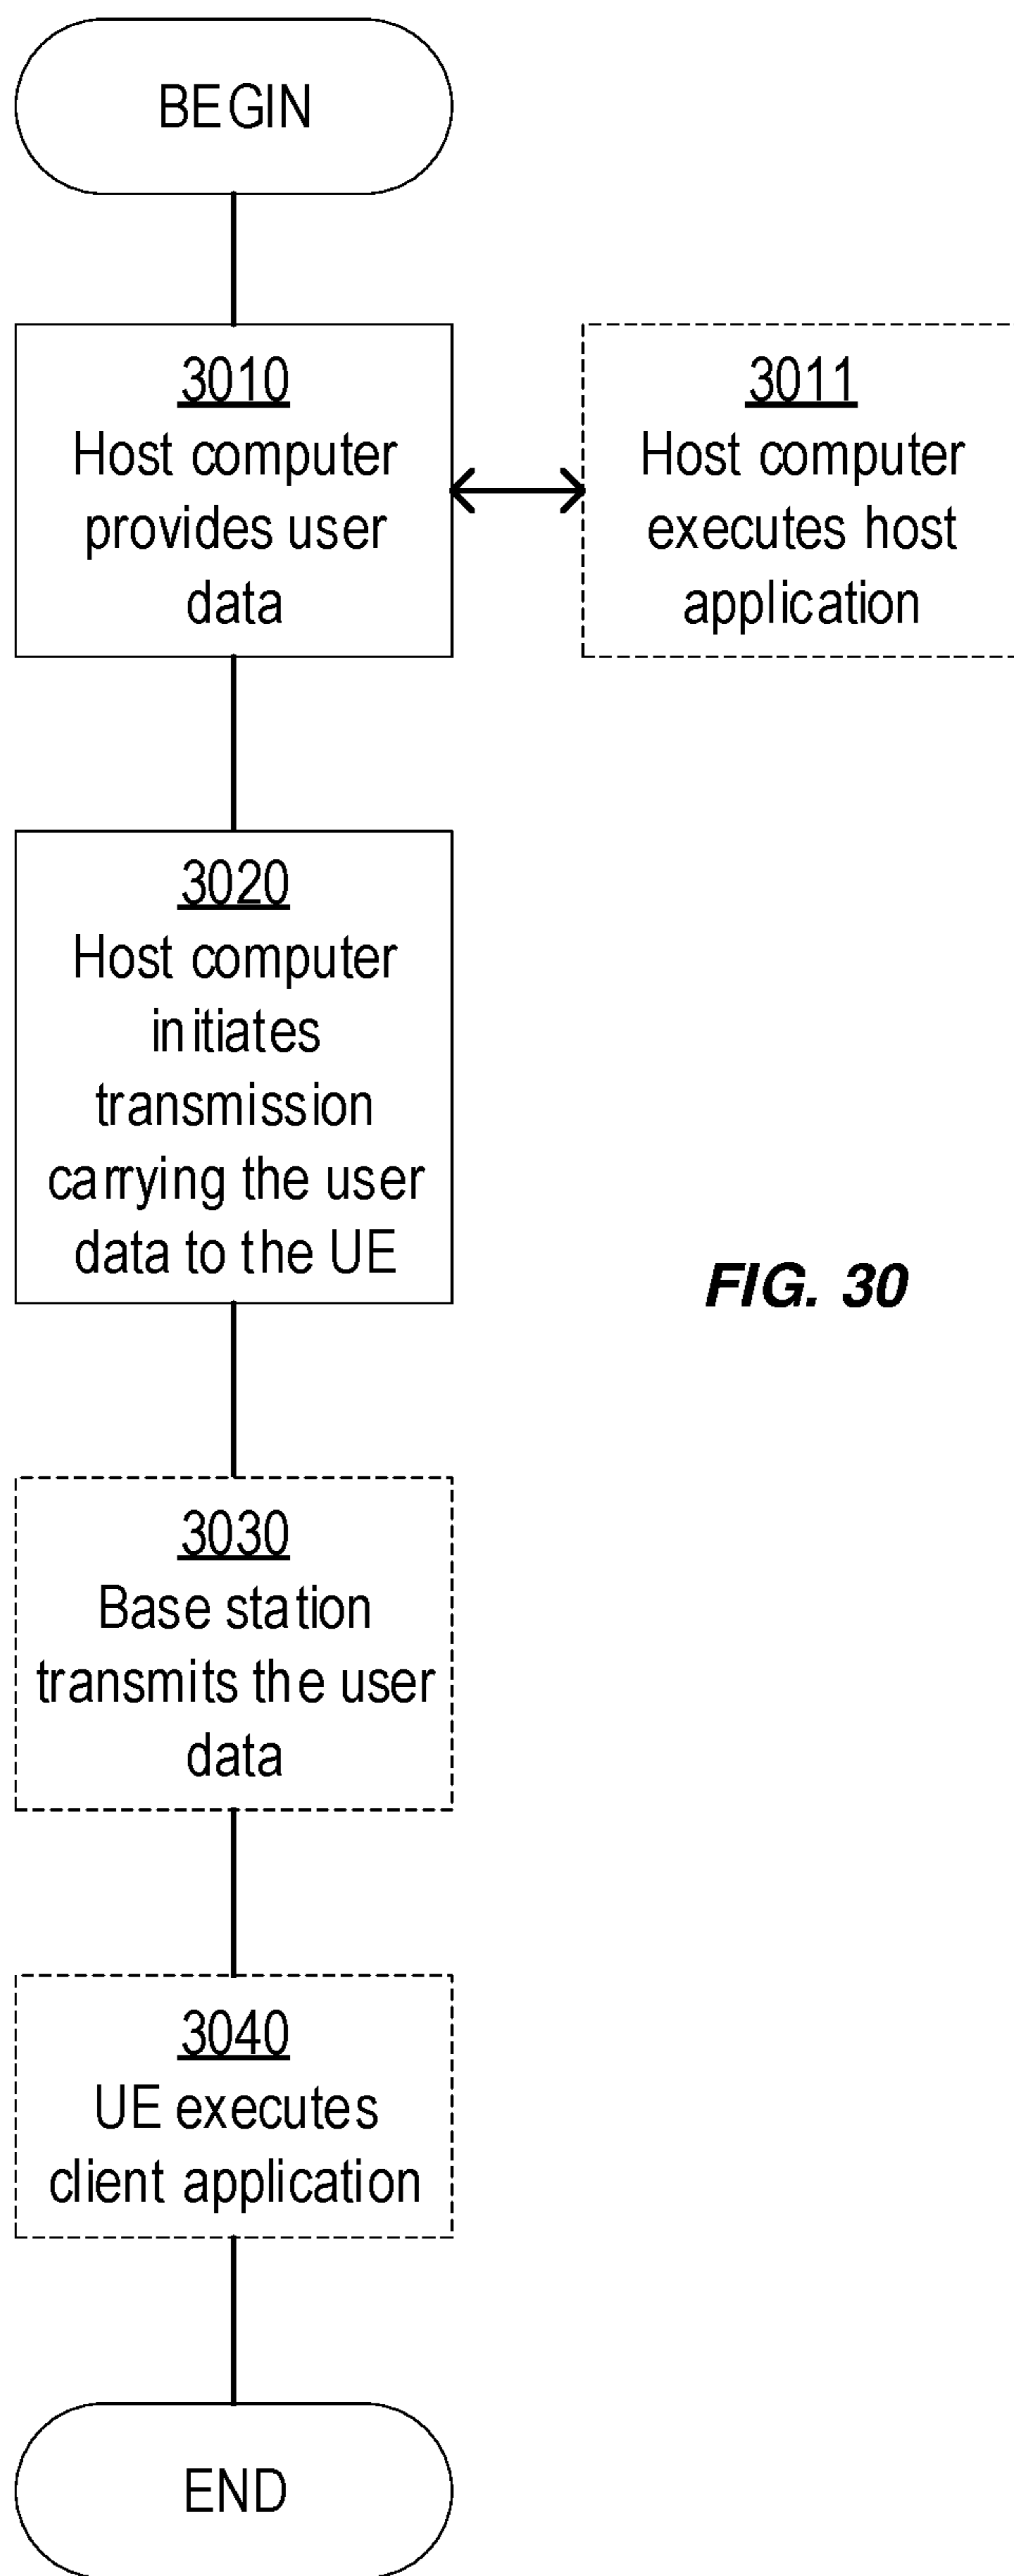 BEGIN
3010
Host computer
provides user
data
3011
Host computer
executes host
application
3020
Host computer
initiates
transmission
carrying the user
data to the UE
FIG. 30
3030
Base station
transmits the user
data
3040
UE executes
client application
END